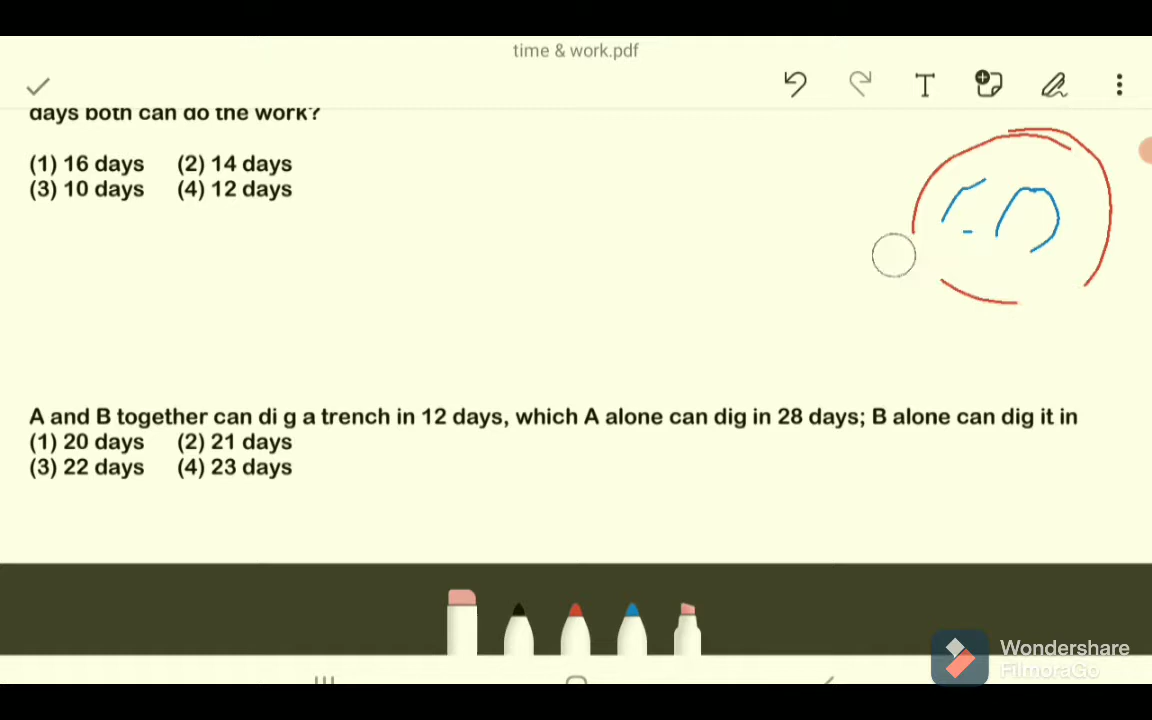 time & work.pdf
T
days both can do the work?
(1) 16 days (2) 14 days
(3) 10 days (4) 12 days
A and B together can di g a trench in 12 days, which A alone can dig in 28 days; B alone can dig it in
(1) 20 days (2) 21 days
(3) 22 days (4) 23 days
Wondershare
FilmoraGo